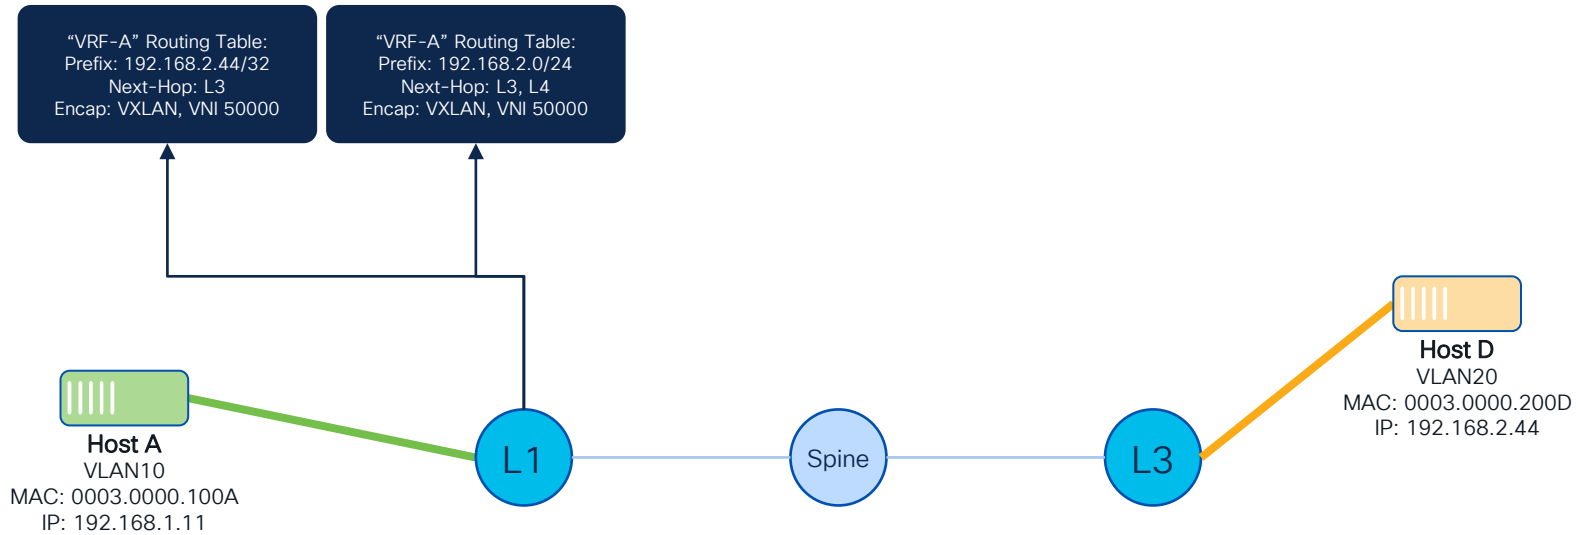 “VRF-A” Routing Table:
Prefix: 192.168.2.44/32
Next-Hop: L3
Encap: VXLAN, VNI 50000
“VRF-A” Routing Table:
Prefix: 192.168.2.0/24
Next-Hop: L3, L4
Encap: VXLAN, VNI 50000
Host A
VLAN10
MAC: 0003.0000.100A
IP: 192.168.1.11
L1
Spine
L3
Host D
VLAN20
MAC: 0003.0000.200D
IP: 192.168.2.44